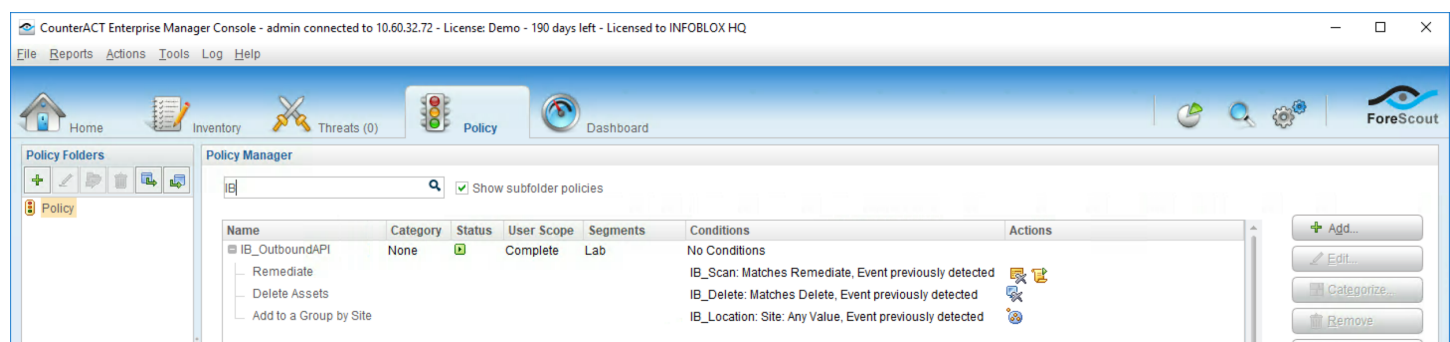 CounterACT Enterprise Manager Console - admin connected to 10.60.32.72 - License: Demo - 190 days left - Licensed to INFOBLOX HQ
File Reports Actions Tools Log Help
Home Inventory Threats (0) Policy Dashboard ForeScout
Policy Folders
Policy
Policy Manager
IB Show subfolder policies
Name Category Status User Scope Segments Conditions Actions
IB_OutboundAPI None Complete Lab No Conditions
Remediate IB_Scan: Matches Remediate, Event previously detected
Delete Assets IB_Delete: Matches Delete, Event previously detected
Add to a Group by Site IB_Location: Site: Any Value, Event previously detected
Add...
Edit...
Categorize...
Remove